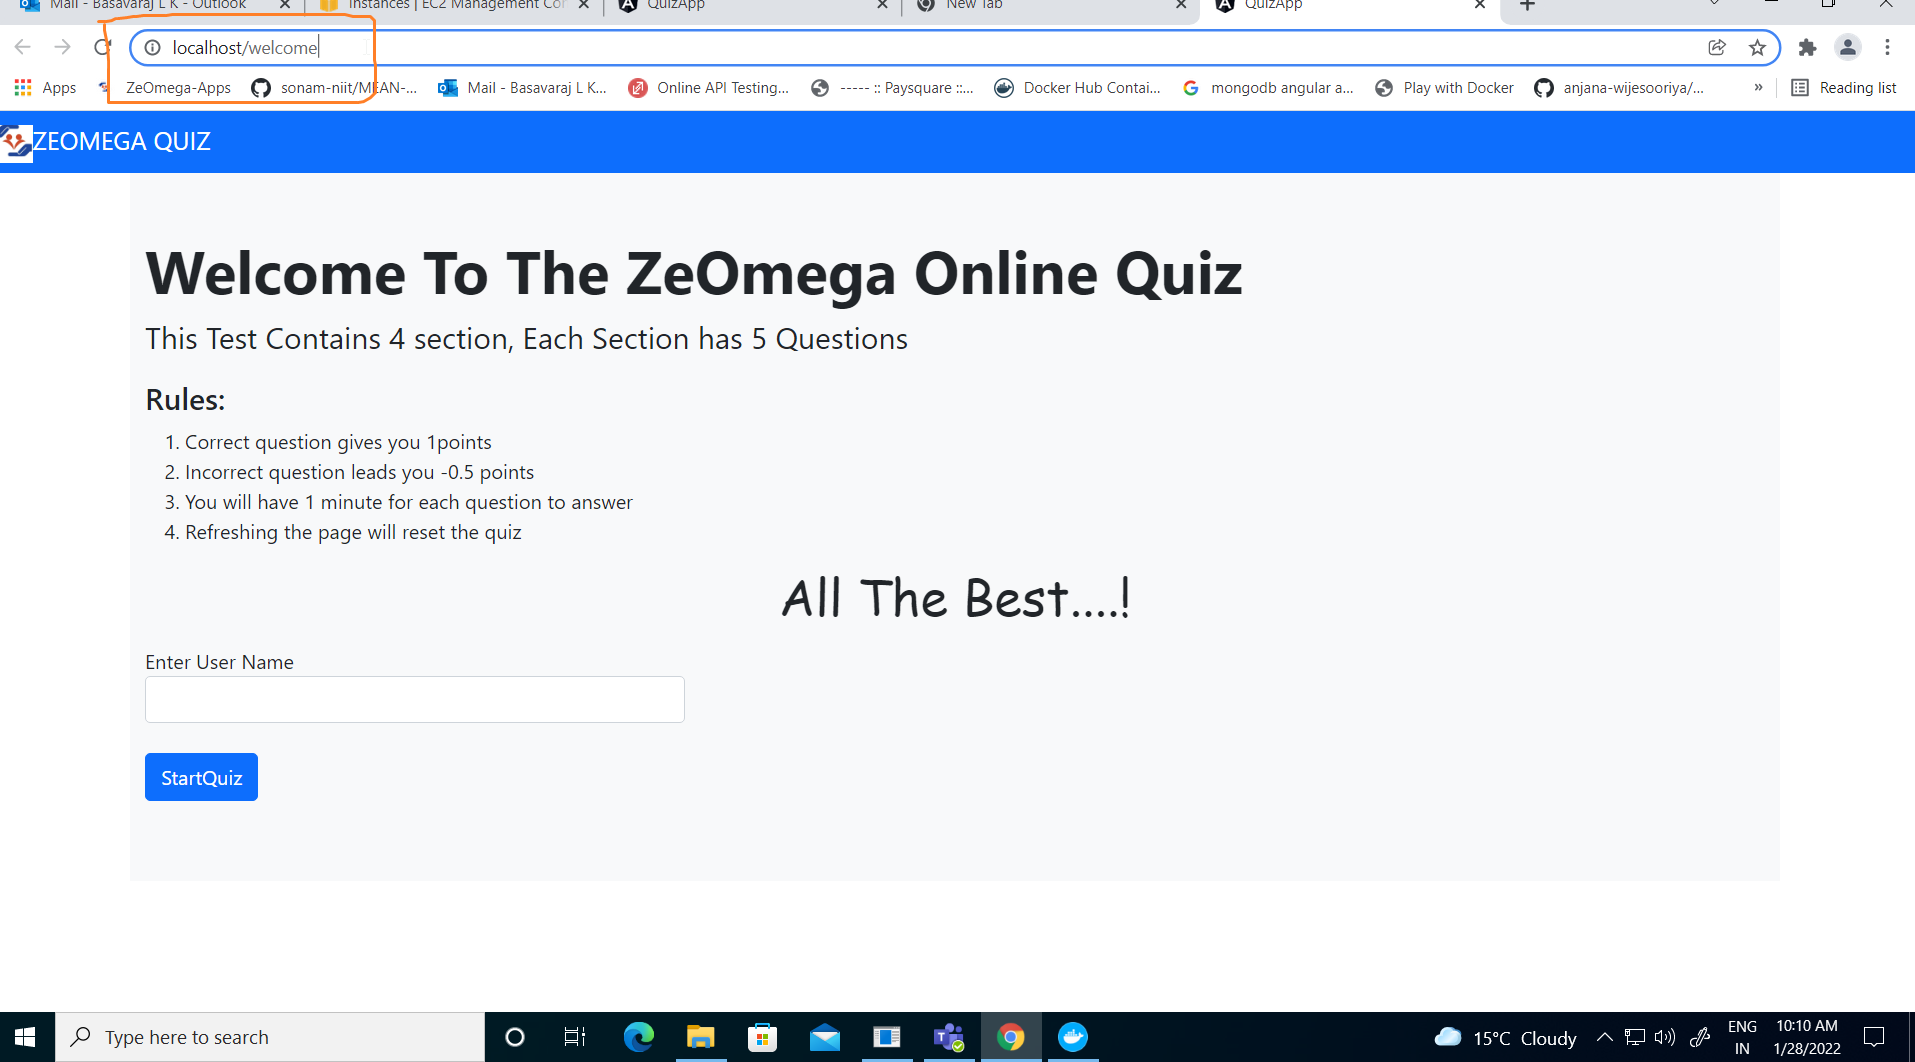 Mail - Basavaraj L K - Outlook
Instances | EC2 Management Con
QuizApp
New Tab
QuizApp
localhost/welcome
Apps
ZeOmega-Apps
sonam-niit/MEAN-...
Mail - Basavaraj L K...
Online API Testing...
----- :: Paysquare ::...
Docker Hub Contai...
mongodb angular a...
Play with Docker
anjana-wijesooriya/...
»
Reading list
ZEOMEGA QUIZ
Welcome To The ZeOmega Online Quiz
This Test Contains 4 section, Each Section has 5 Questions
Rules:
1. Correct question gives you 1points
2. Incorrect question leads you -0.5 points
3. You will have 1 minute for each question to answer
4. Refreshing the page will reset the quiz
All The Best....!
Enter User Name
StartQuiz
Type here to search
15°C Cloudy
ENG
IN
10:10 AM
1/28/2022